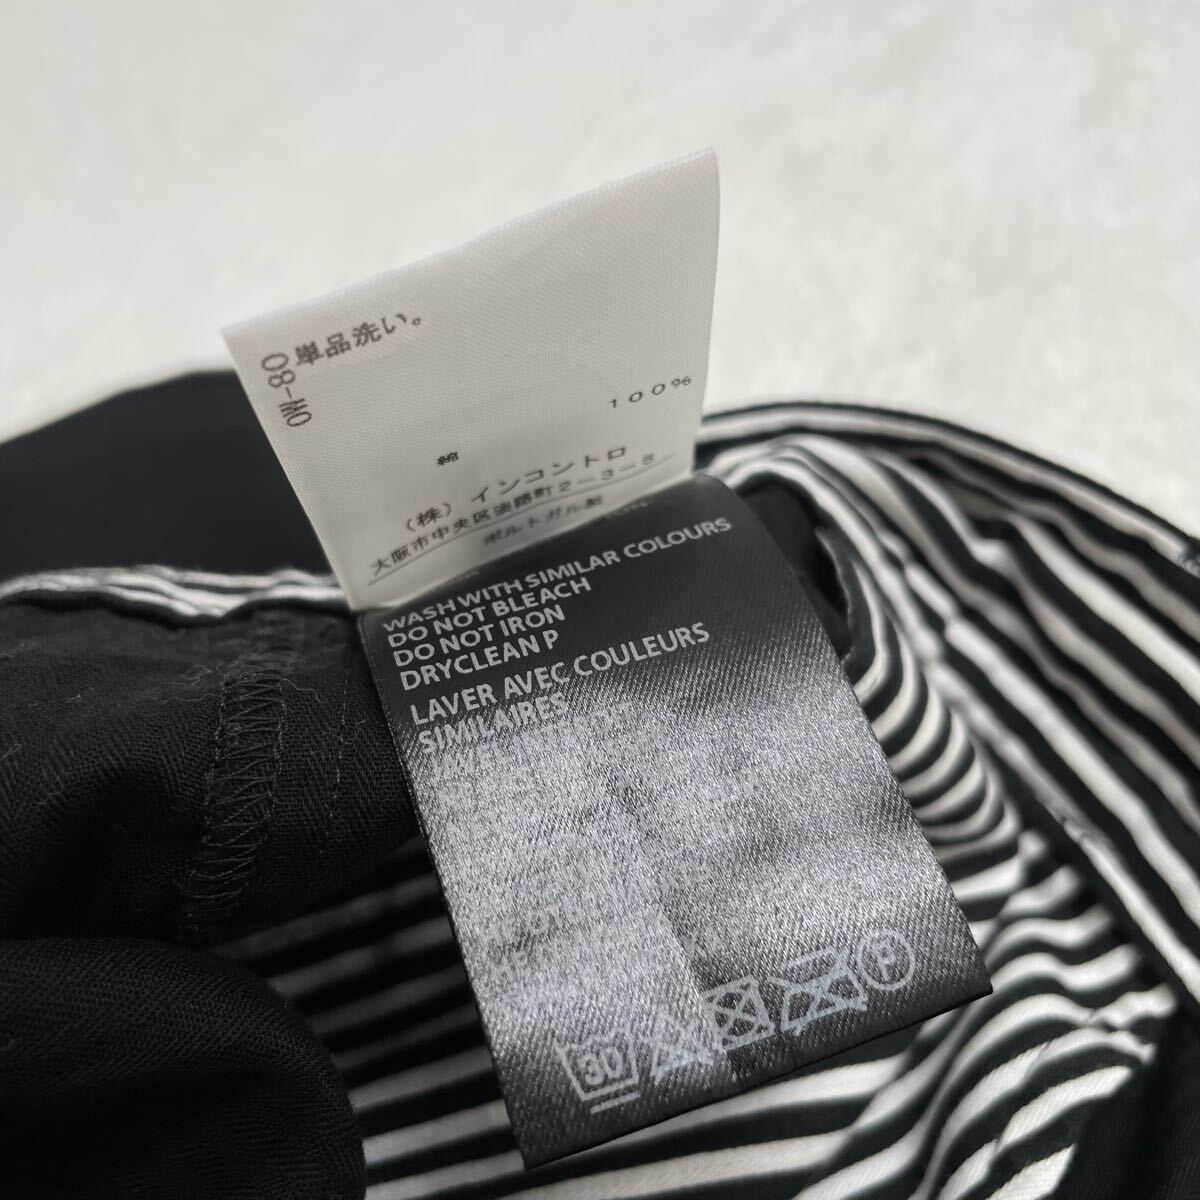 単品洗い。
08-WO
綿 100%
(株) インコントロ
大阪市中央区淡路町2-3-5
ポルトガル製
WASH WITH SIMILAR COLOURS
DO NOT BLEACH
DO NOT IRON
DRYCLEAN P
LAVER AVEC COULEURS
SIMILAIRES
30
P